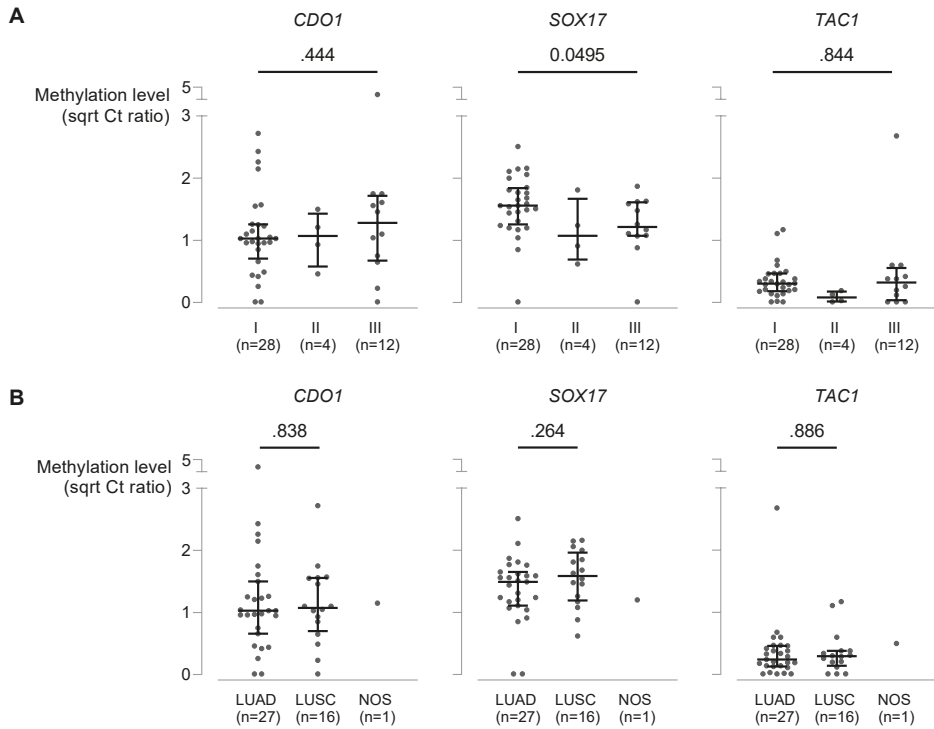 A
CDO1 SOX17 TAC1
.444 0.0495 .844
Methylation level
(sqrt Ct ratio)
5
3
2
1
0
I II III I II III I II III
(n=28) (n=4) (n=12) (n=28) (n=4) (n=12) (n=28) (n=4) (n=12)
B
CDO1 SOX17 TAC1
.838 .264 .886
Methylation level
(sqrt Ct ratio)
5
3
2
1
0
LUAD LUSC NOS LUAD LUSC NOS LUAD LUSC NOS
(n=27) (n=16) (n=1) (n=27) (n=16) (n=1) (n=27) (n=16) (n=1)